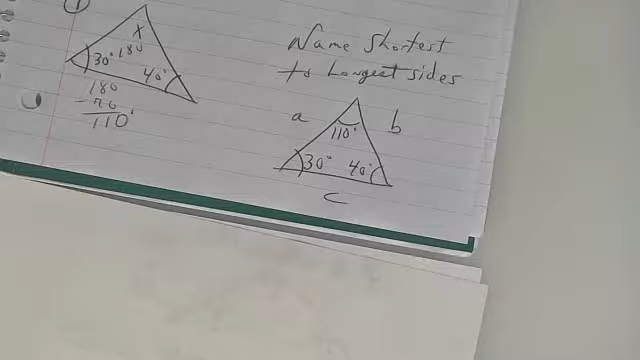 1
X
180
30°
40°
180
- 70
110°
Name Shortest
to Longest sides
a
b
110°
30° 40°
C